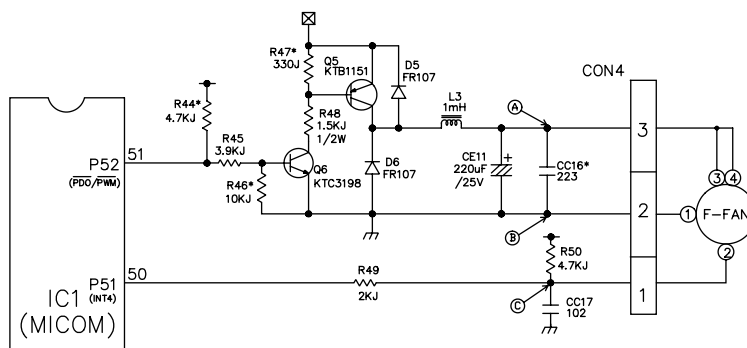 R47*
330J
Q5
KTB1151
D5
FR107
CON4
R44*
4.7KJ
L3
1mH
A
R48
1.5KJ
1/2W
3
P52
51
R45
3.9KJ
(PDO/PWM)
Q6
KTC3198
D6
FR107
CE11
220uF
/25V
+
CC16*
223
3
4
R46*
10KJ
2
1
F-FAN
B
2
R50
4.7KJ
P51
50
(INT4)
R49
2KJ
C
1
IC1
(MICOM)
CC17
102